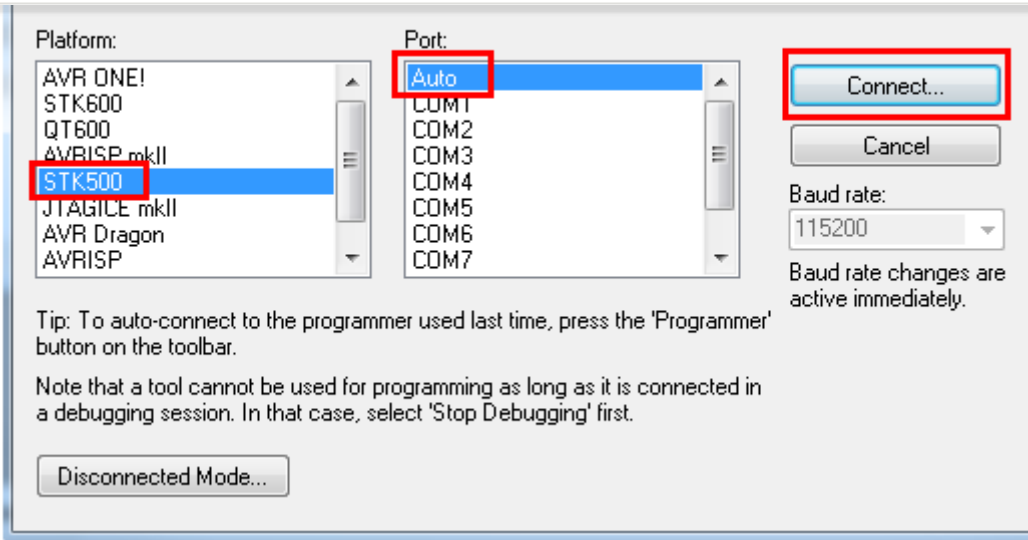 Platform:
AVR ONE!
STK600
QT600
AVRISP mkII
STK500
JTAGICE mkII
AVR Dragon
AVRISP
Port:
Auto
COM1
COM2
COM3
COM4
COM5
COM6
COM7
Connect...
Cancel
Baud rate:
115200
Baud rate changes are
active immediately.
Tip: To auto-connect to the programmer used last time, press the 'Programmer'
button on the toolbar.
Note that a tool cannot be used for programming as long as it is connected in
a debugging session. In that case, select 'Stop Debugging' first.
Disconnected Mode...